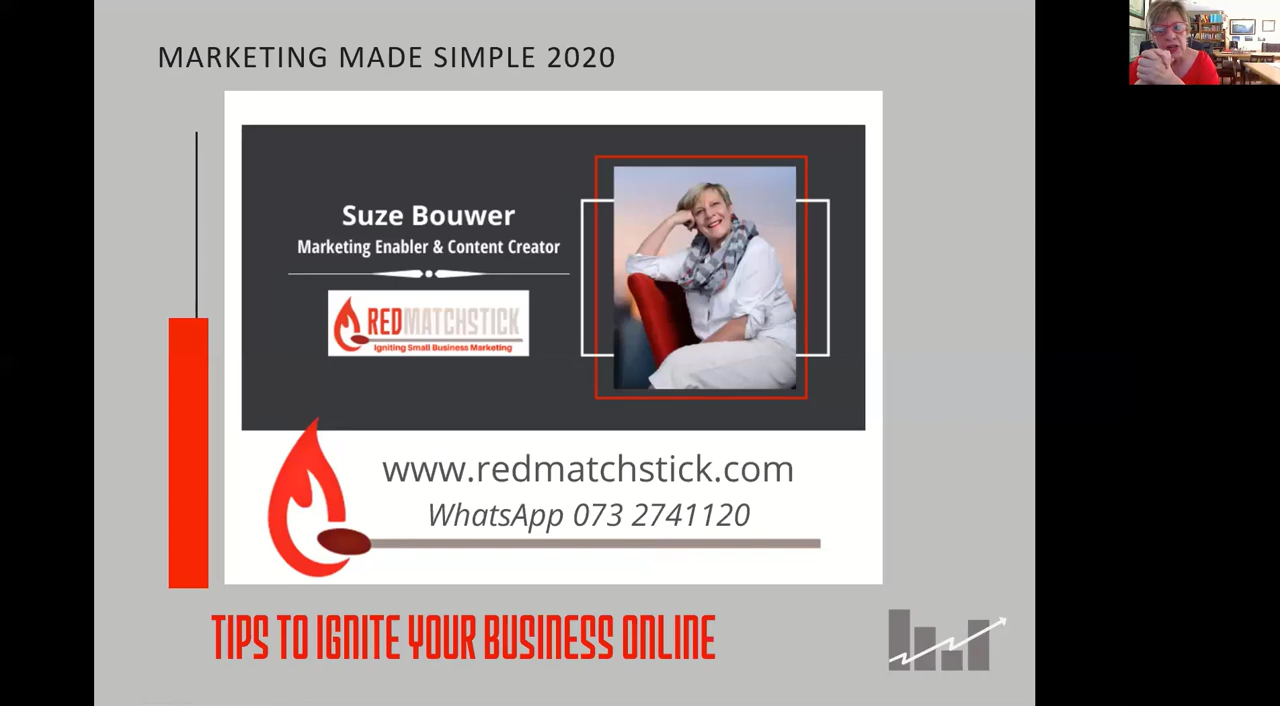 MARKETING MADE SIMPLE 2020
Suze Bouwer
Marketing Enabler & Content Creator
REDMATCHSTICK
Igniting Small Business Marketing
www.redmatchstick.com
WhatsApp 073 2741120
TIPS TO IGNITE YOUR BUSINESS ONLINE